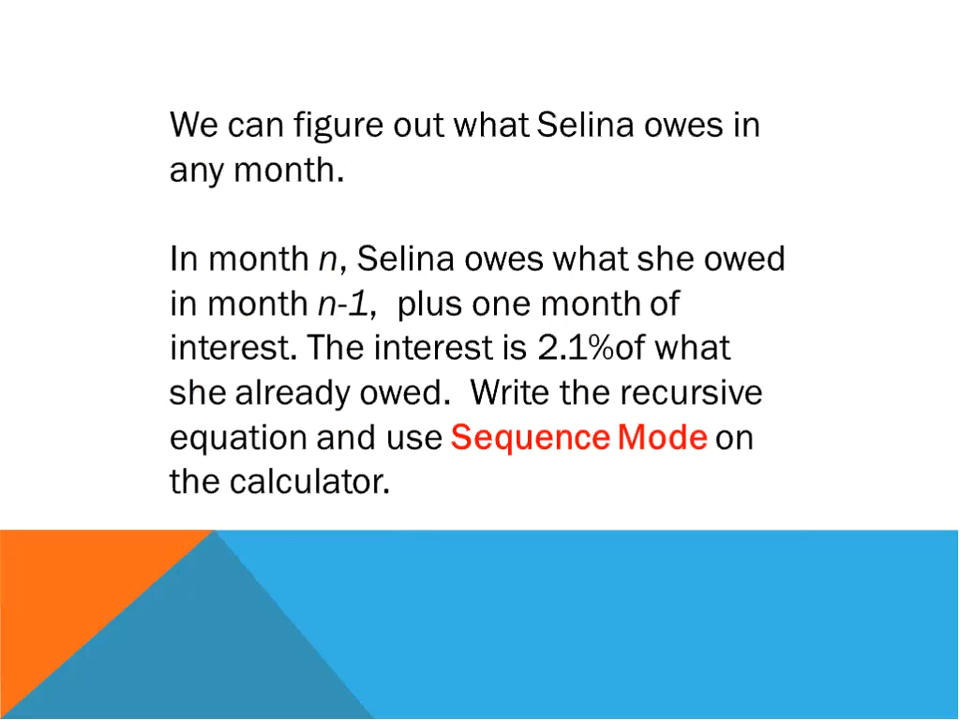 We can figure out what Selina owes in
any month.
In month n, Selina owes what she owed
in month n-1,  plus one month of
interest. The interest is 2.1%of what
she already owed.  Write the recursive
equation and use Sequence Mode on
the calculator.